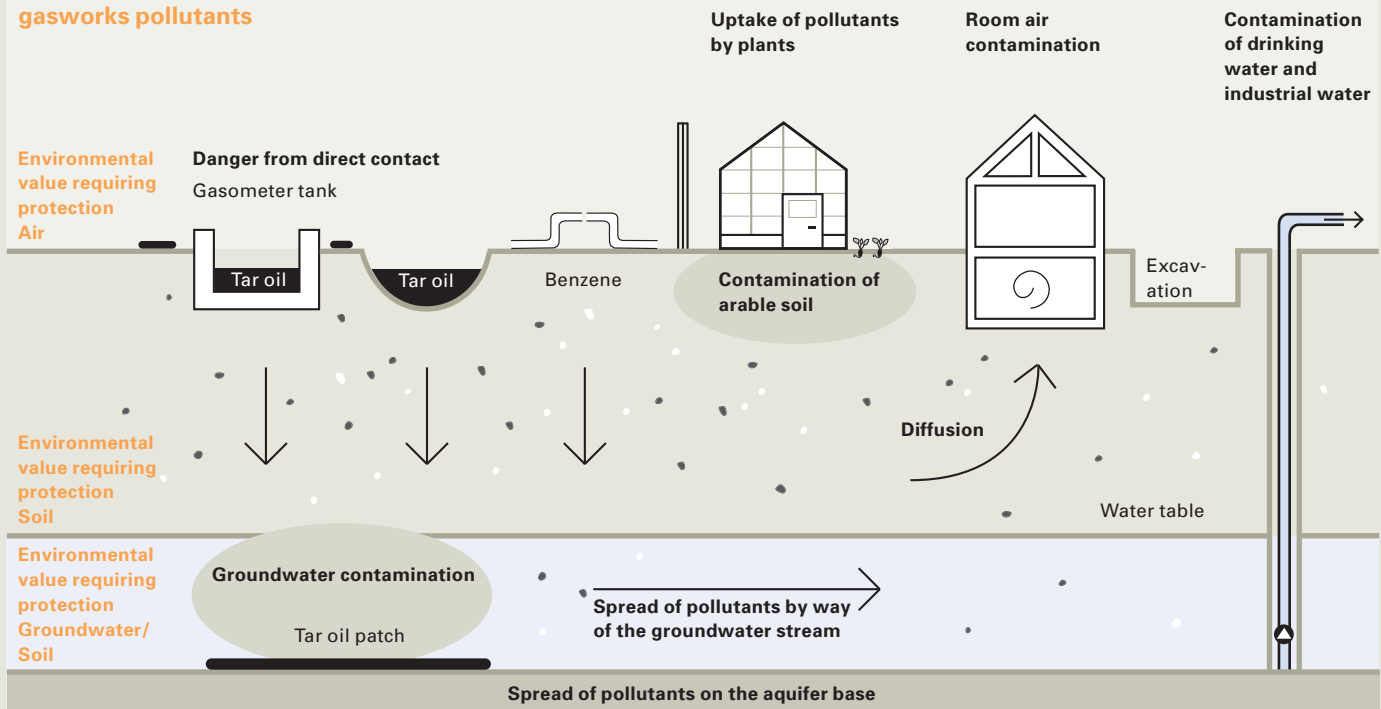 gasworks pollutants
Uptake of pollutants
by plants
Room air
contamination
Contamination
of drinking
water and
industrial water
Environmental
value requiring
protection
Air
Danger from direct contact
Gasometer tank
Tar oil
Tar oil
Benzene
Contamination of
arable soil
Excav-
ation
Diffusion
Environmental
value requiring
protection
Soil
Water table
Environmental
value requiring
protection
Groundwater/
Soil
Groundwater contamination
Tar oil patch
Spread of pollutants by way
of the groundwater stream
Spread of pollutants on the aquifer base